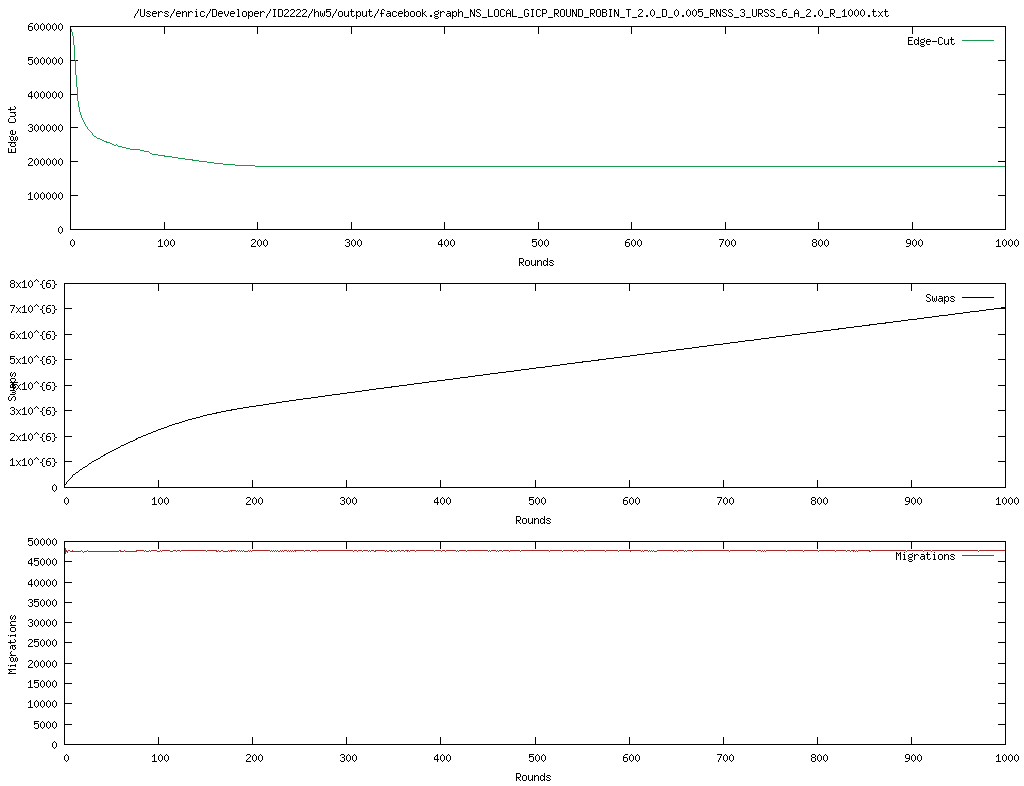 /Users/enric/Developer/ID2222/hw5/output/facebook.graph_NS_LOCAL_GICP_ROUND_ROBIN_T_2.0_D_0.005_RNSS_3_URSS_6_A_2.0_R_1000.txt
600000
500000
400000
300000
200000
100000
0
Edge Cut
Edge-Cut
0 100 200 300 400 500 600 700 800 900 1000
Rounds
8x10^{6}
7x10^{6}
6x10^{6}
5x10^{6}
4x10^{6}
3x10^{6}
2x10^{6}
1x10^{6}
0
Swaps
Swaps
0 100 200 300 400 500 600 700 800 900 1000
Rounds
50000
45000
40000
35000
30000
25000
20000
15000
10000
5000
0
Migrations
Migrations
0 100 200 300 400 500 600 700 800 900 1000
Rounds